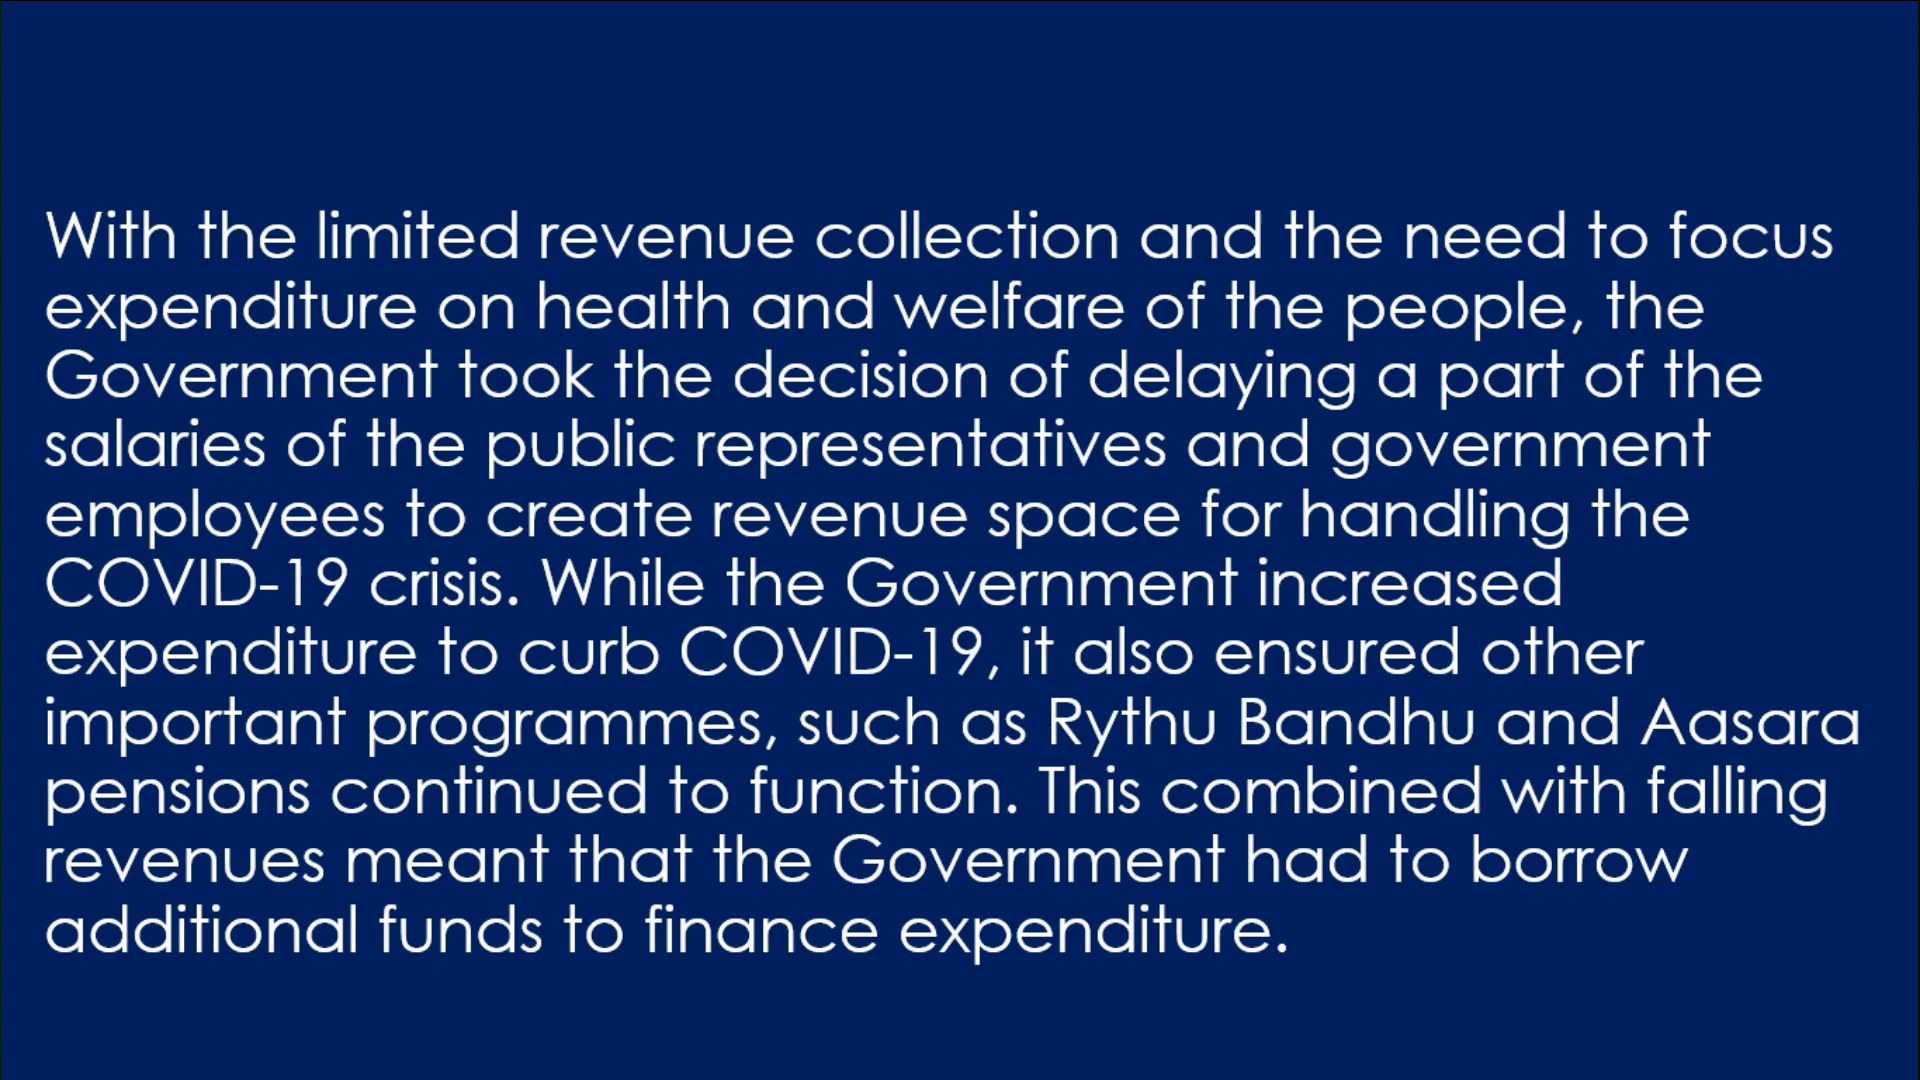 With the limited revenue collection and the need to focus
expenditure on health and welfare of the people, the
Government took the decision of delaying a part of the
salaries of the public representatives and government
employees to create revenue space for handling the
COVID-19 crisis. While the Government increased
expenditure to curb COVID-19, it also ensured other
important programmes, such as Rythu Bandhu and Aasara
pensions continued to function. This combined with falling
revenues meant that the Government had to borrow
additional funds to finance expenditure.